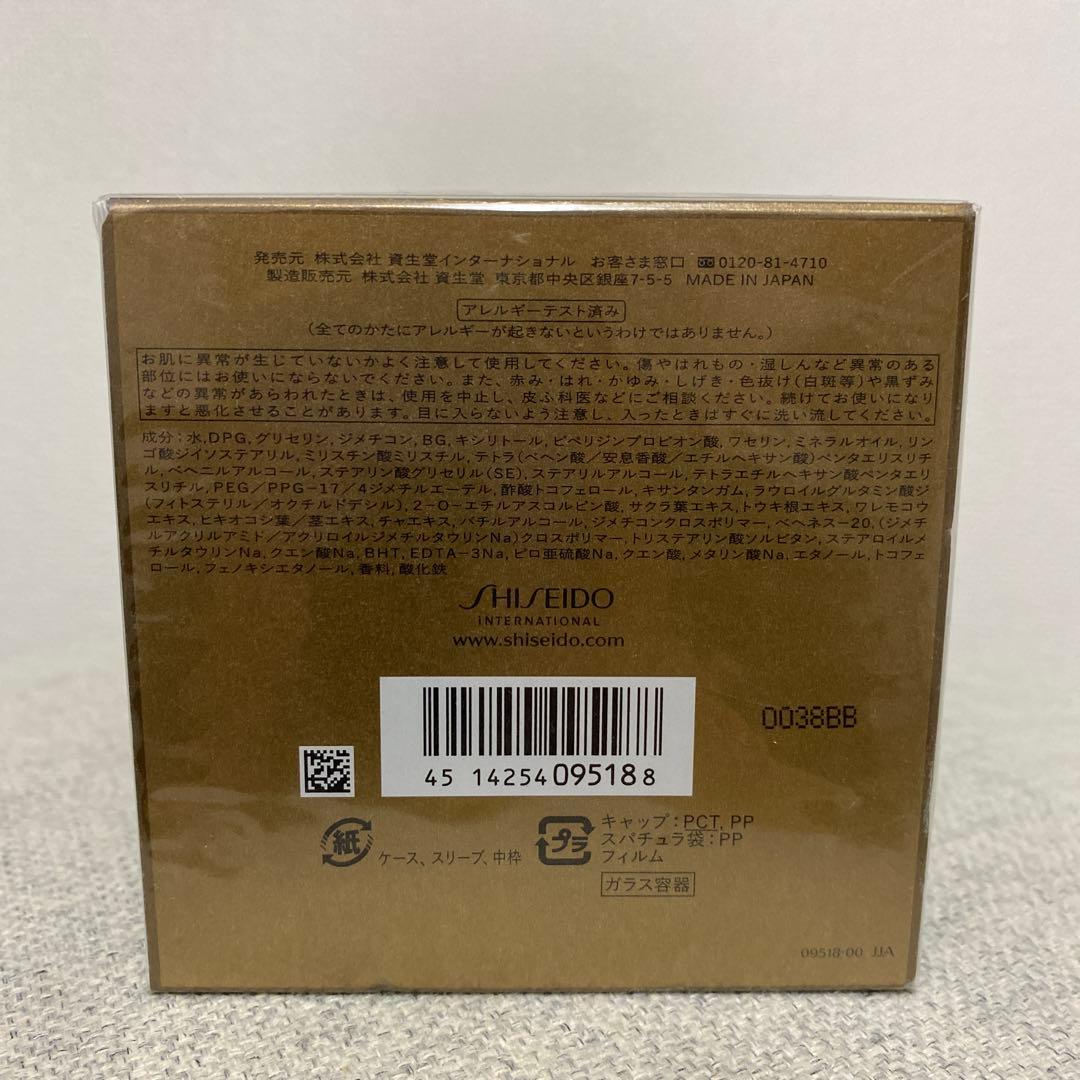 発売元 株式会社 資生堂インターナショナル お客さま窓口 0120-81-4710
製造販売元 株式会社 資生堂 東京都中央区銀座7-5-5 MADE IN JAPAN
アレルギーテスト済み
(全てのかたにアレルギーが起きないというわけではありません。)
お肌に異常が生じていないかよく注意して使用してください。傷やはれもの・湿しんなど異常のある
部位にはお使いにならないでください。また、赤み・はれ・かゆみ・しげき・色抜け(白斑等)や黒ずみ
などの異常があらわれたときは、使用を中止し、皮ふ科医などにご相談ください。続けてお使いになり
ますと悪化させることがあります。目に入らないよう注意し、入ったときはすぐに洗い流してください。
成分:水,DPG,グリセリン,ジメチコン,BG,キシリトール,ピペリジンプロピオン酸,ワセリン,ミネラルオイル,リン
ゴ酸ジイソステアリル,ミリスチン酸ミリスチル,テトラ(ベヘン酸/安息香酸/エチルヘキサン酸)ペンタエリスリチ
ル,ベヘニルアルコール,ステアリン酸グリセリル(SE),ステアリルアルコール,テトラエチルヘキサン酸ペンタエリ
スリチル,PEG/PPG-17/4ジメチルエーテル,酢酸トコフェロール,キサンタンガム,ラウロイルグルタミン酸ジ
(フィトステリル/オクチルドデシル),2-O-エチルアスコルビン酸,サクラ葉エキス,トウキ根エキス,ワレモコウ
エキス,ヒキオコシ葉/茎エキス,チャエキス,バチルアルコール,ジメチコンクロスポリマー,ベヘネス-20,(ジメチ
ルアクリルアミド/アクリロイルジメチルタウリンNa)クロスポリマー,トリステアリン酸ソルビタン,ステアロイルメ
チルタウリンNa,クエン酸Na,BHT,EDTA-3Na,ピロ亜硫酸Na,クエン酸,メタリン酸Na,エタノール,トコフェ
ロール,フェノキシエタノール,香料,酸化鉄
SHISEIDO
INTERNATIONAL
www.shiseido.com
0038BB
45 14254 09518 8
紙
ケース、スリーブ、中枠
プラ
キャップ:PCT, PP
スパチュラ袋:PP
フィルム
ガラス容器
09518-00 JJA